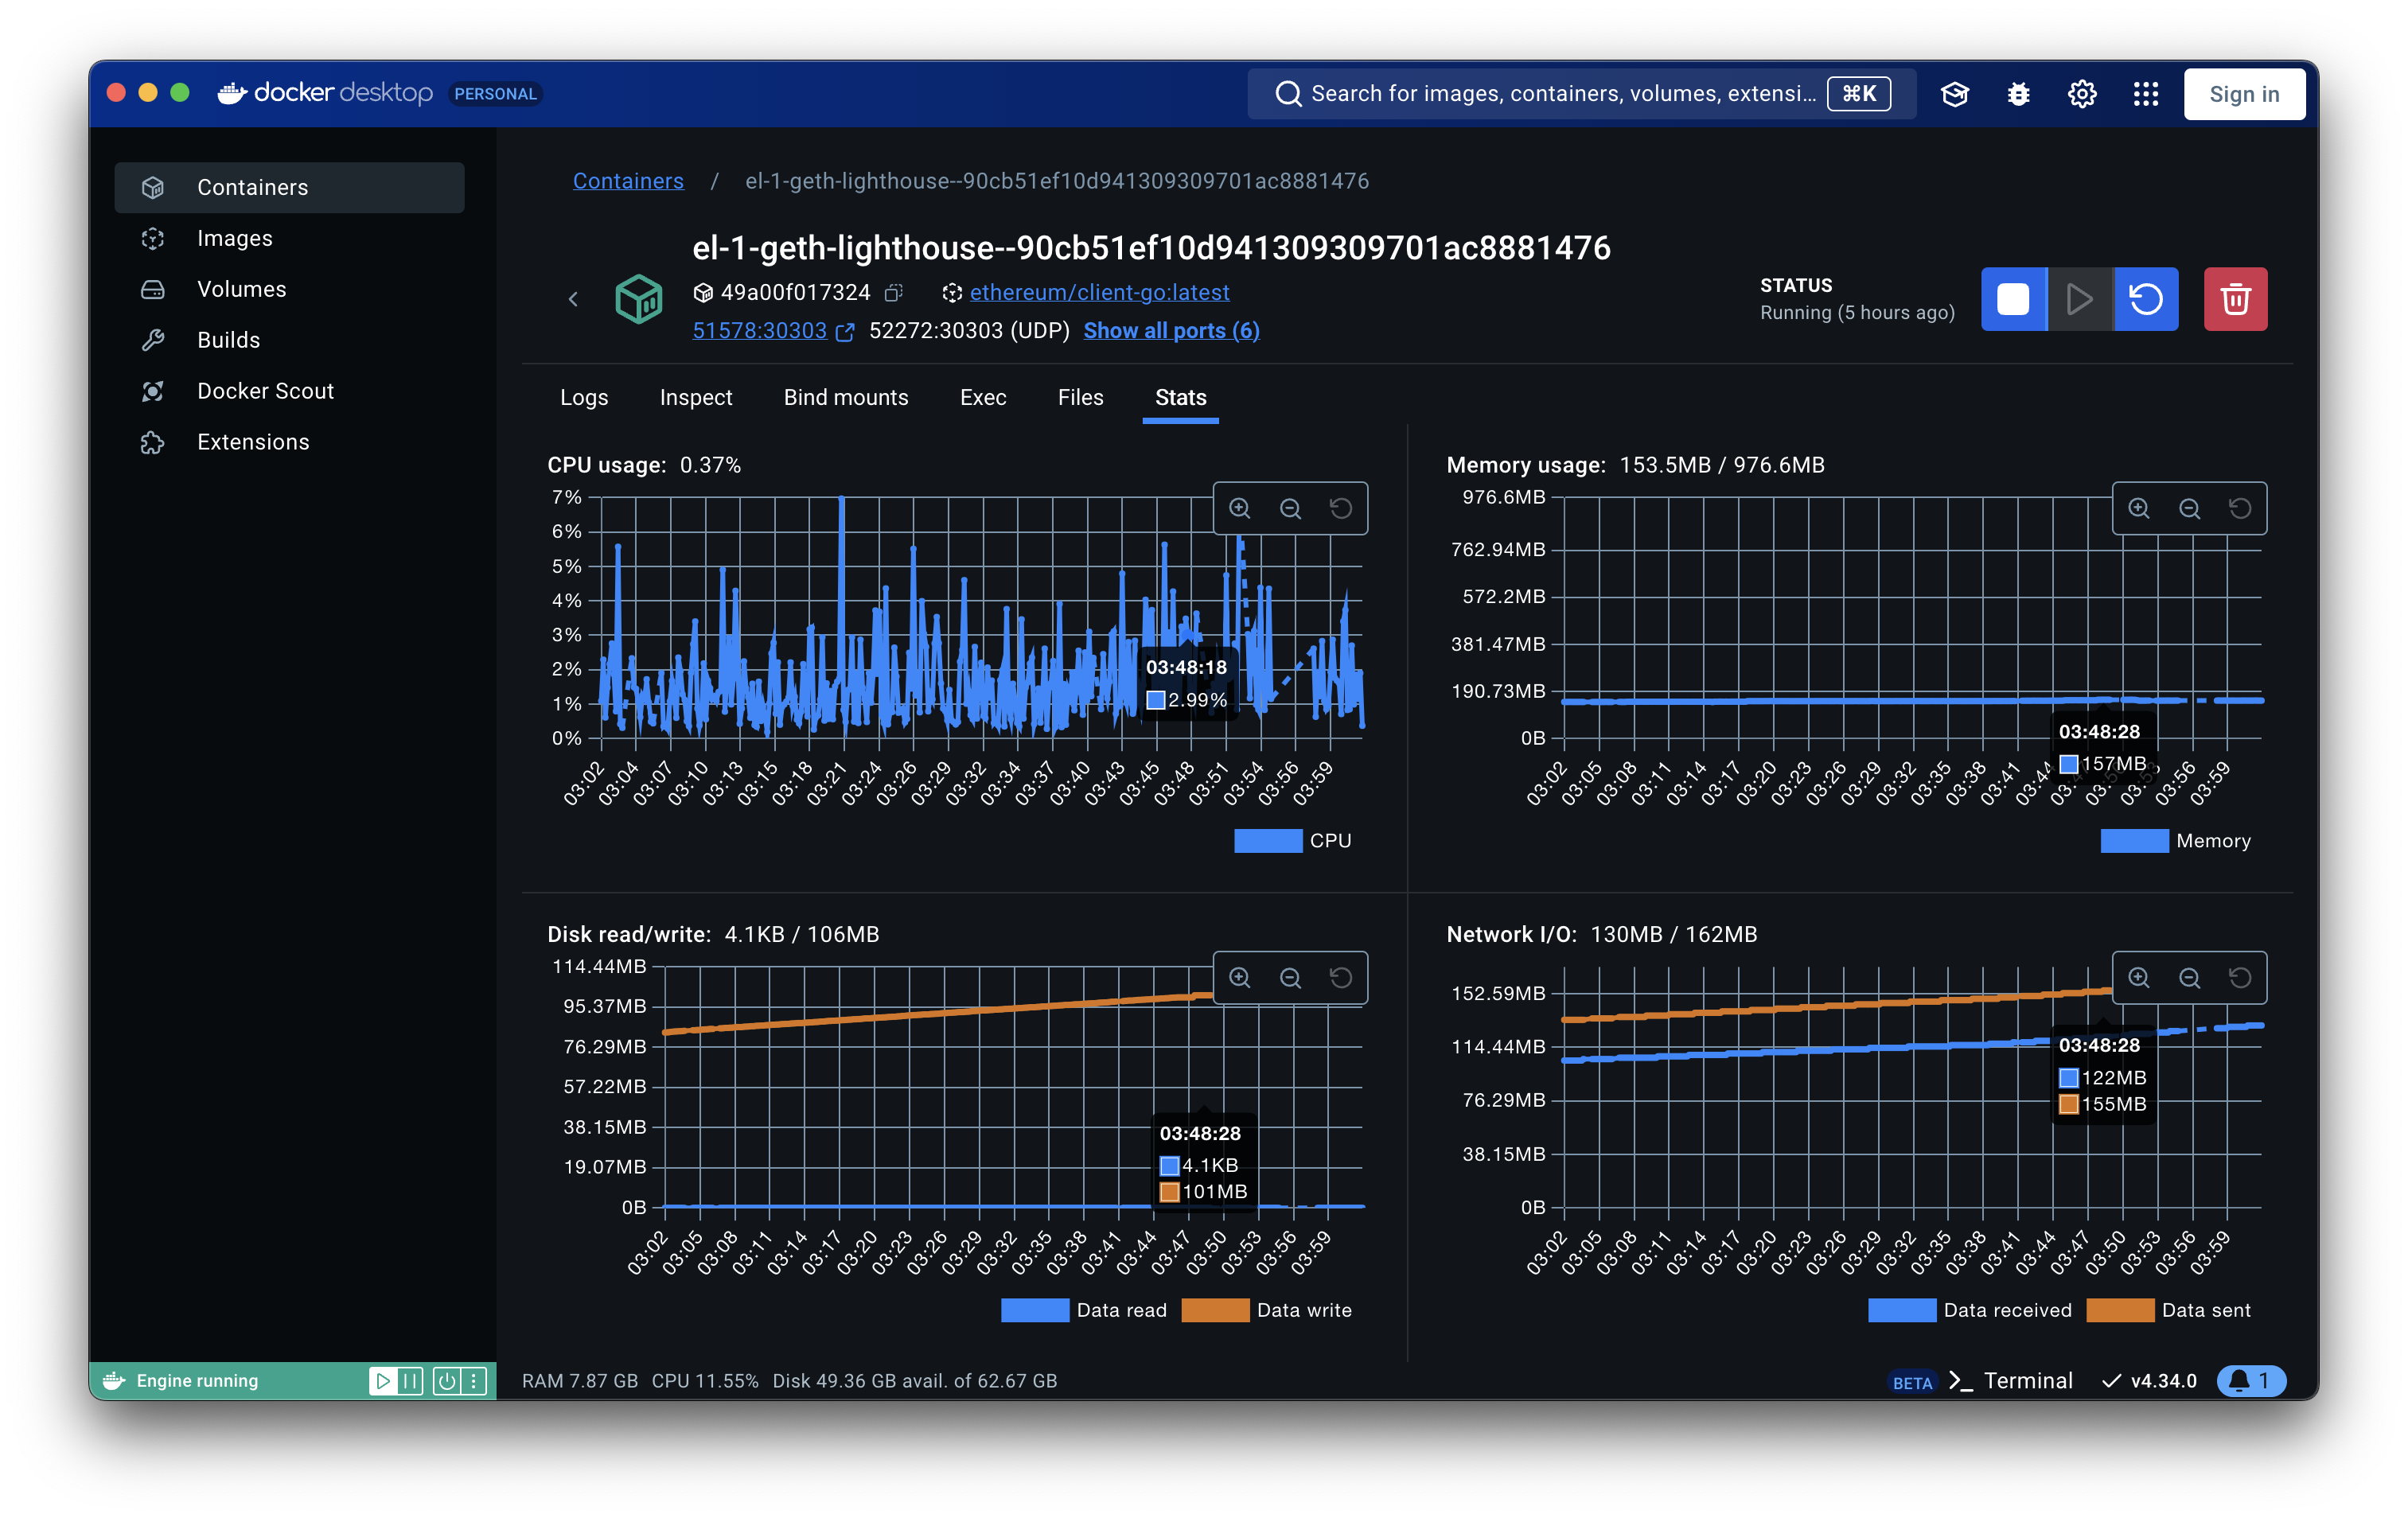 docker desktop PERSONAL
Search for images, containers, volumes, extensi... ⌘K
Sign in
Containers
Images
Volumes
Builds
Docker Scout
Extensions
Containers / el-1-geth-lighthouse--90cb51ef10d941309309701ac8881476
el-1-geth-lighthouse--90cb51ef10d941309309701ac8881476
49a00f017324 ethereum/client-go:latest
51578:30303 52272:30303 (UDP) Show all ports (6)
STATUS
Running (5 hours ago)
Logs Inspect Bind mounts Exec Files Stats
CPU usage: 0.37%
7%
6%
5%
4%
3%
2%
1%
0%
03:48:18
2.99%
03:02 03:04 03:07 03:10 03:13 03:15 03:18 03:21 03:24 03:26 03:29 03:32 03:34 03:37 03:40 03:43 03:45 03:48 03:51 03:54 03:56 03:59
CPU
Memory usage: 153.5MB / 976.6MB
976.6MB
762.94MB
572.2MB
381.47MB
190.73MB
0B
03:48:28
157MB
03:02 03:05 03:08 03:11 03:14 03:17 03:20 03:23 03:26 03:29 03:32 03:35 03:38 03:41 03:44 03:56 03:59
Memory
Disk read/write: 4.1KB / 106MB
114.44MB
95.37MB
76.29MB
57.22MB
38.15MB
19.07MB
0B
03:48:28
4.1KB
101MB
03:02 03:05 03:08 03:11 03:14 03:17 03:20 03:23 03:26 03:29 03:32 03:35 03:38 03:41 03:44 03:47 03:50 03:53 03:56 03:59
Data read Data write
Network I/O: 130MB / 162MB
152.59MB
114.44MB
76.29MB
38.15MB
0B
03:48:28
122MB
155MB
03:02 03:05 03:08 03:11 03:14 03:17 03:20 03:23 03:26 03:29 03:32 03:35 03:38 03:41 03:44 03:47 03:50 03:53 03:56 03:59
Data received Data sent
Engine running
RAM 7.87 GB CPU 11.55% Disk 49.36 GB avail. of 62.67 GB
BETA >_ Terminal v4.34.0 1